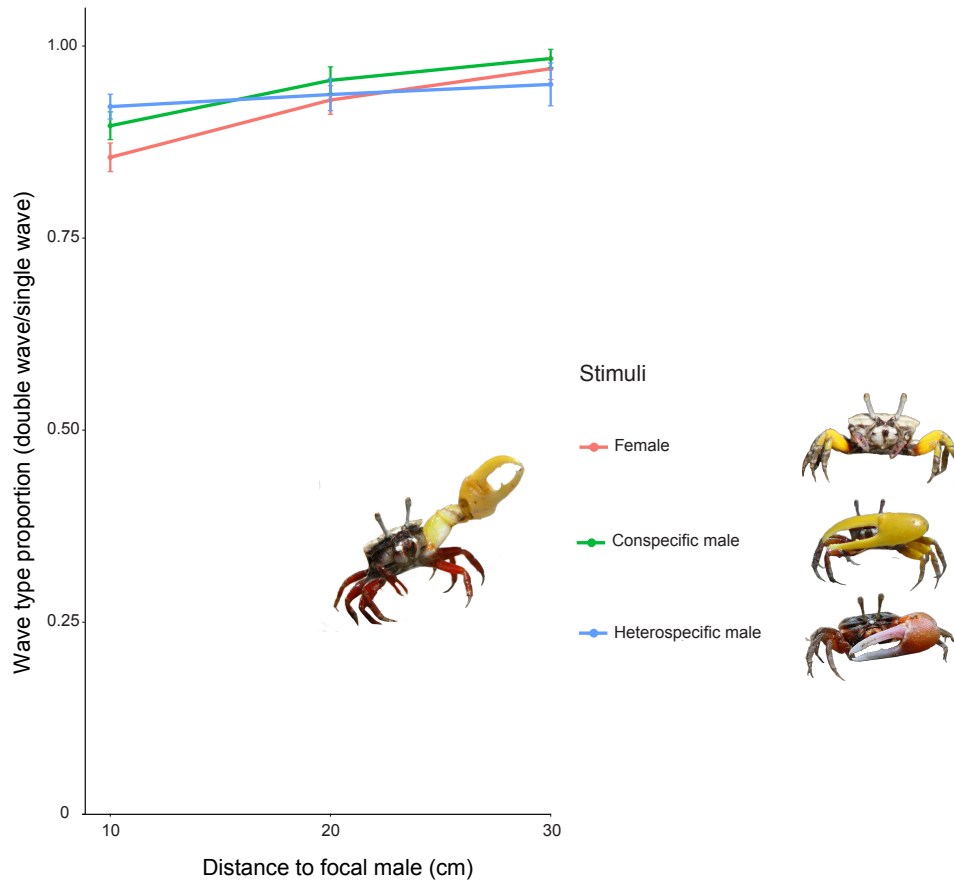 Wave type proportion (double wave/single wave)
1.00
0.75
0.50
0.25
0
10
20
30
Distance to focal male (cm)
Stimuli
Female
Conspecific male
Heterospecific male